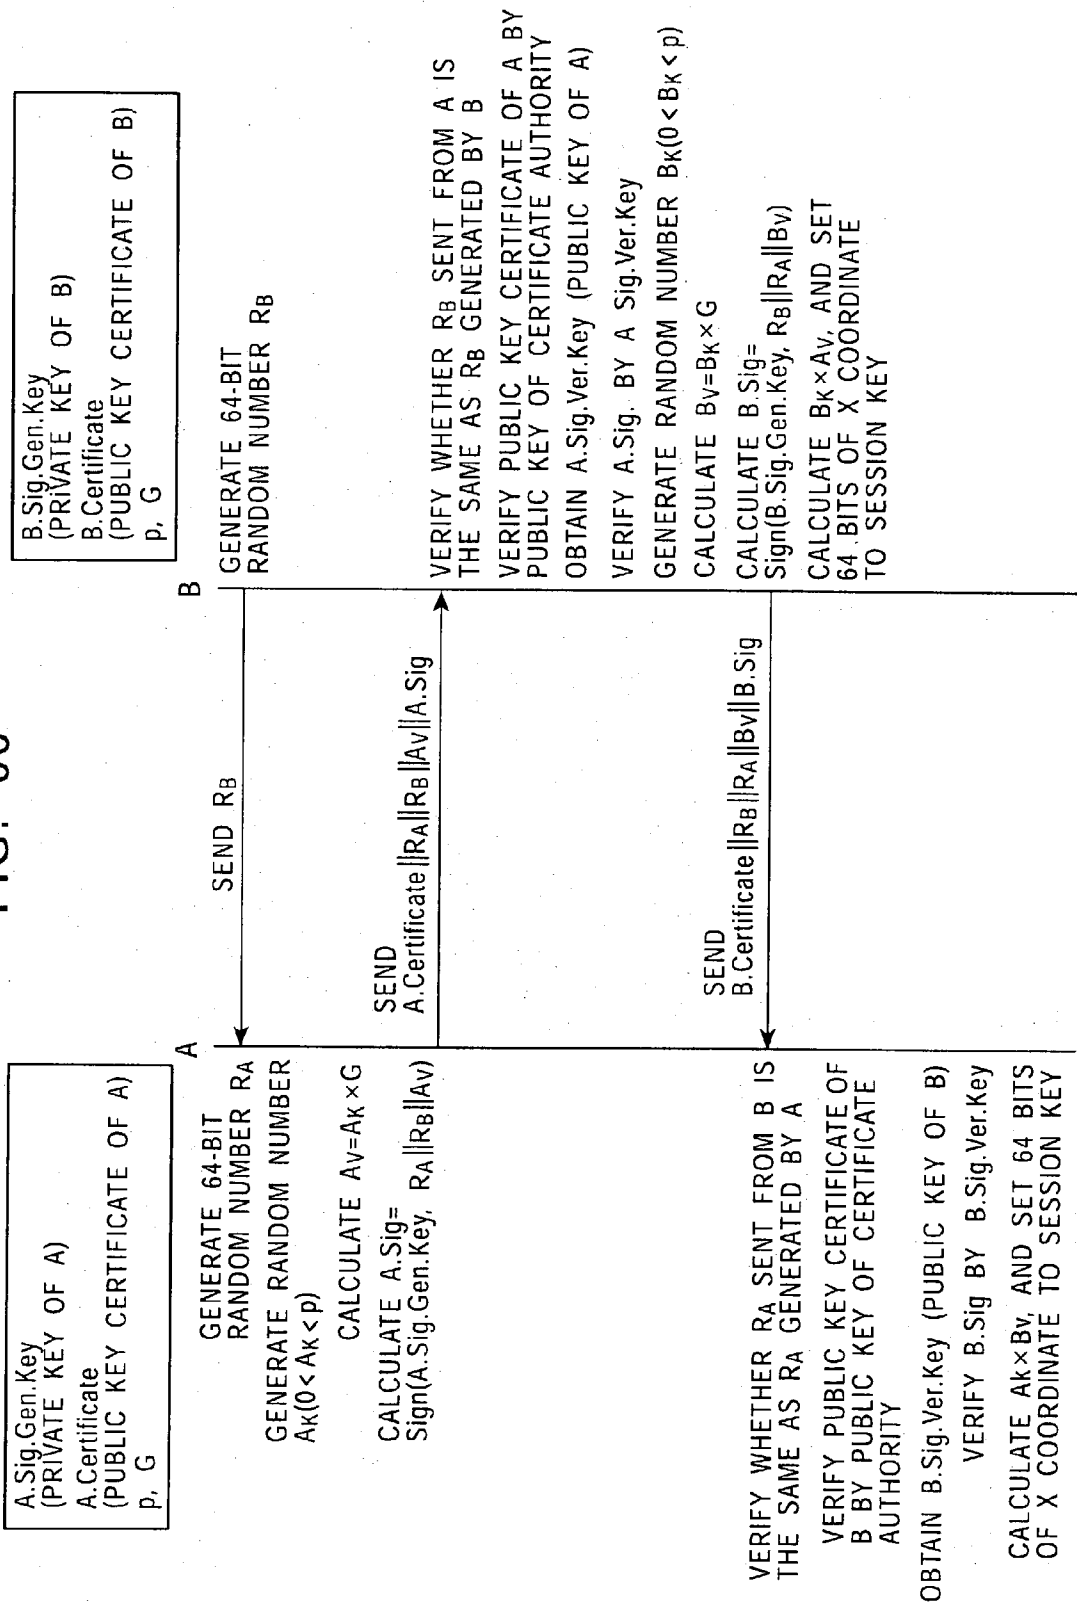 A.Sig.Gen.Key
(PRIVATE KEY OF A)
A.Certificate
(PUBLIC KEY CERTIFICATE OF A)
p, G
B.Sig.Gen.Key
(PRiVATE KEY OF B)
B.Certificate
(PUBLIC KEY CERTIFICATE OF B)
p, G
A
B
GENERATE 64-BIT
RANDOM NUMBER RB
SEND RB
GENERATE 64-BIT
RANDOM NUMBER RA
GENERATE RANDOM NUMBER
AK(0<AK<p)
CALCULATE AV=AK×G
CALCULATE A.Sig=
Sign(A.Sig.Gen.Key, RA||RB||AV)
SEND
A.Certificate||RA||RB||AV||A.Sig
VERIFY WHETHER RB SENT FROM A IS
THE SAME AS RB GENERATED BY B
VERIFY PUBLIC KEY CERTIFICATE OF A BY
PUBLIC KEY OF CERTIFICATE AUTHORITY
OBTAIN A.Sig.Ver.Key (PUBLIC KEY OF A)
VERIFY A.Sig. BY A Sig.Ver.Key
GENERATE RANDOM NUMBER BK(0<BK<p)
CALCULATE BV=BK×G
CALCULATE B.Sig=
Sign(B.Sig.Gen.Key, RB||RA||BV)
CALCULATE BK×AV, AND SET
64 BITS OF X COORDINATE
TO SESSION KEY
SEND
B.Certificate||RB||RA||BV||B.Sig
VERIFY WHETHER RA SENT FROM B IS
THE SAME AS RA GENERATED BY A
VERIFY PUBLIC KEY CERTIFICATE OF
B BY PUBLIC KEY OF CERTIFICATE
AUTHORITY
OBTAIN B.Sig.Ver.Key (PUBLIC KEY OF B)
VERIFY B.Sig BY B.Sig.Ver.Key
CALCULATE AK×BV, AND SET 64 BITS
OF X COORDINATE TO SESSION KEY